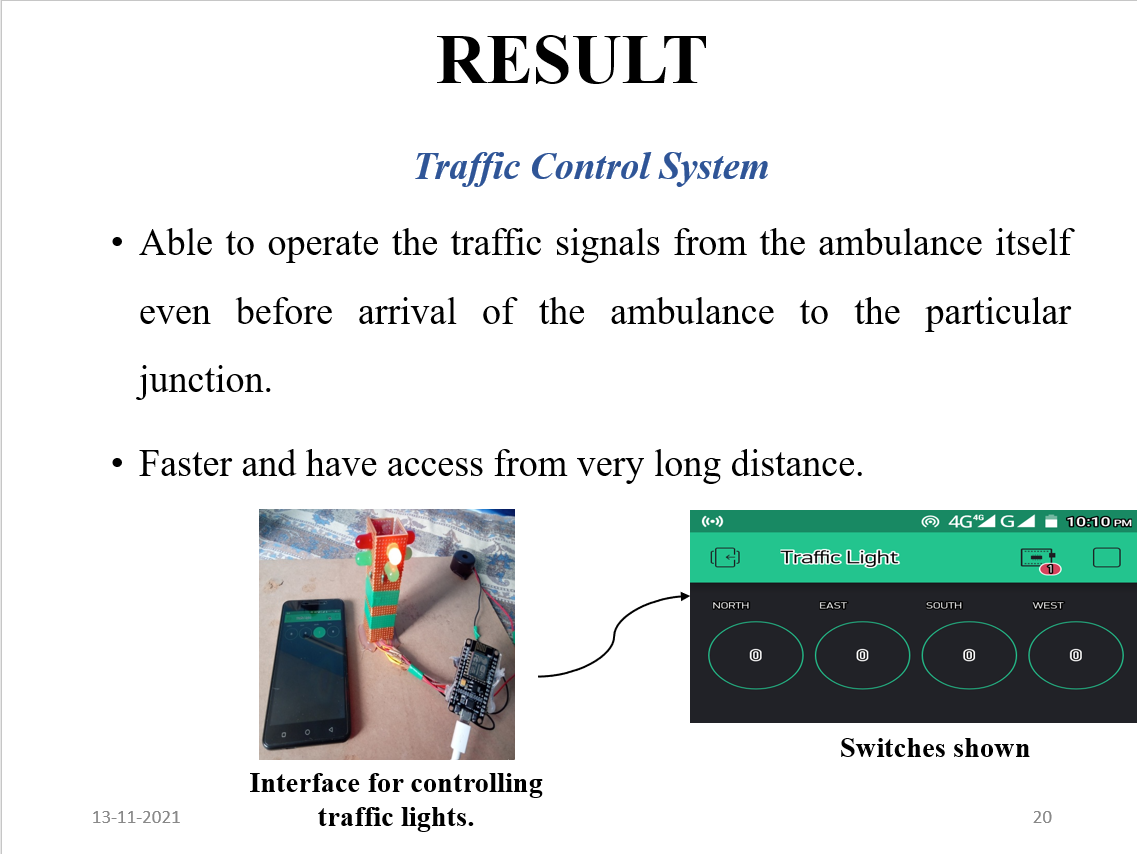 RESULT
Traffic Control System
• Able to operate the traffic signals from the ambulance itself
even before arrival of the ambulance to the particular
junction.
• Faster and have access from very long distance.
4G 4G G 10:10 PM
Traffic Light
1
NORTH EAST SOUTH WEST
0 0 0 0
Switches shown
Interface for controlling
traffic lights.
13-11-2021
20